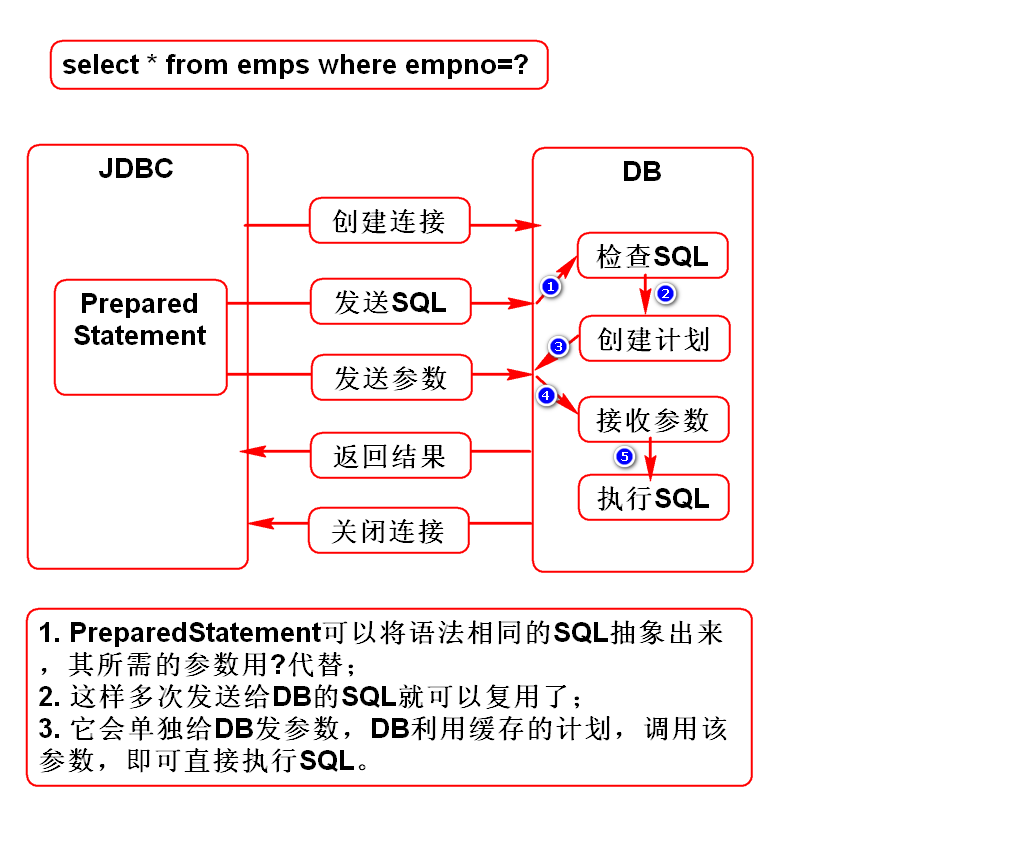 select * from emps where empno=?
JDBC
DB
创建连接
检查SQL
Prepared
Statement
发送SQL
1
2
创建计划
3
发送参数
4
接收参数
返回结果
5
执行SQL
关闭连接
1. PreparedStatement可以将语法相同的SQL抽象出来
，其所需的参数用?代替；
2. 这样多次发送给DB的SQL就可以复用了；
3. 它会单独给DB发参数，DB利用缓存的计划，调用该
参数，即可直接执行SQL。